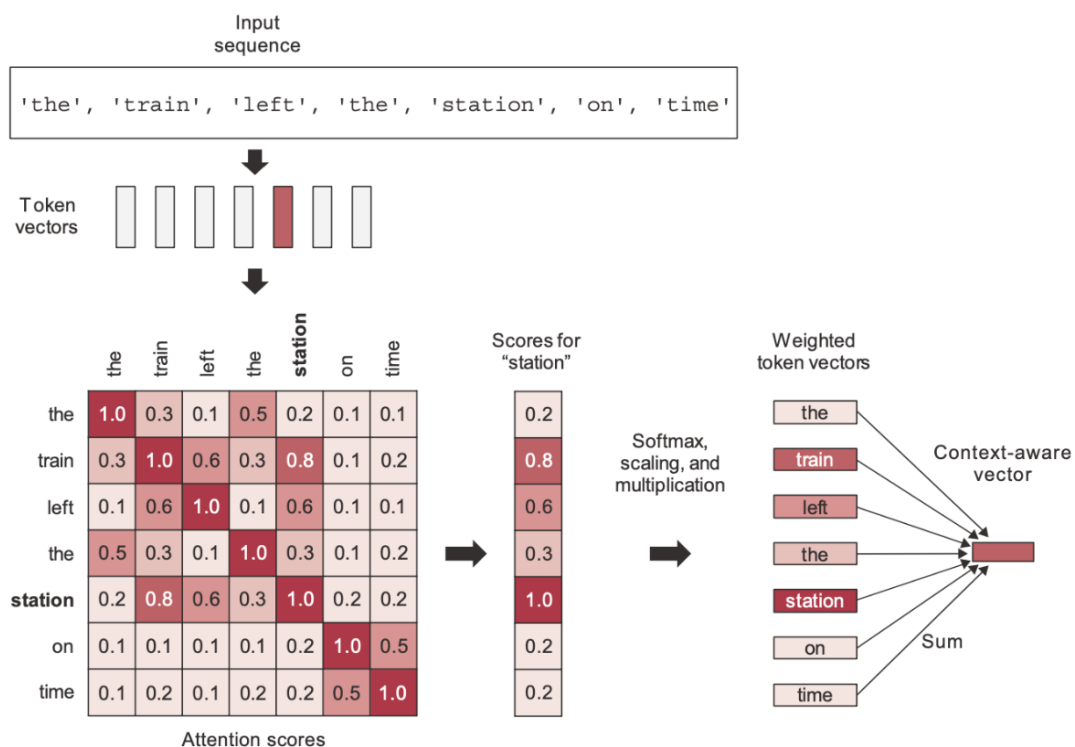 Input
sequence
'the', 'train', 'left', 'the', 'station', 'on', 'time'
Token
vectors
the train left the station on time
the 1.0 0.3 0.1 0.5 0.2 0.1 0.1
train 0.3 1.0 0.6 0.3 0.8 0.1 0.2
left 0.1 0.6 1.0 0.1 0.6 0.1 0.1
the 0.5 0.3 0.1 1.0 0.3 0.1 0.2
station 0.2 0.8 0.6 0.3 1.0 0.2 0.2
on 0.1 0.1 0.1 0.1 0.2 1.0 0.5
time 0.1 0.2 0.1 0.2 0.2 0.5 1.0
Attention scores
Scores for
“station”
0.2
0.8
0.6
0.3
1.0
0.2
0.2
Softmax,
scaling, and
multiplication
Weighted
token vectors
the
train
left
the
station
on
time
Context-aware
vector
Sum